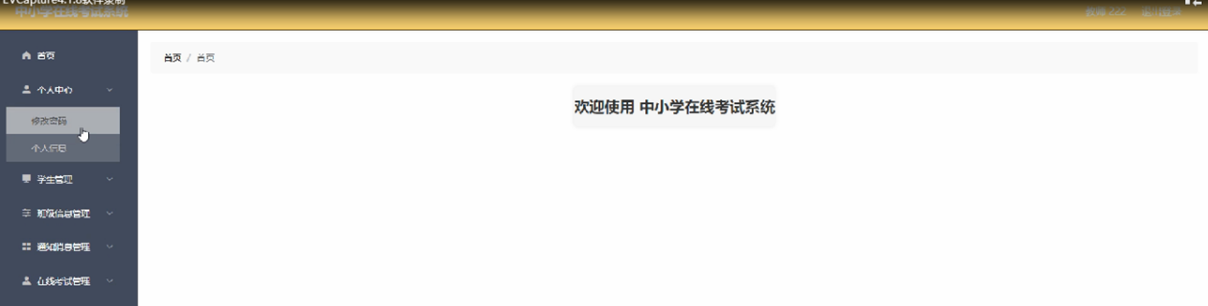 EVCapture4.1.8软件录制
中小学在线考试系统
教师 222 退出登录
首页
首页 / 首页
个人中心
欢迎使用 中小学在线考试系统
修改密码
个人信息
学生管理
班级信息管理
通知消息管理
在线考试管理